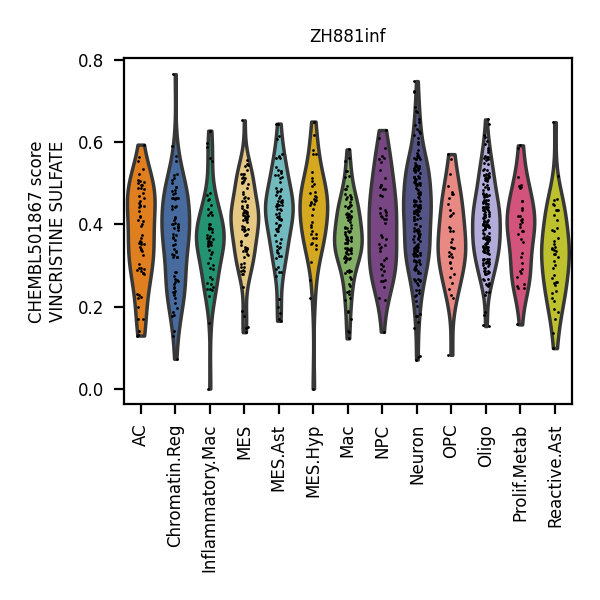 ZH881inf
CHEMBL501867 score
VINCRISTINE SULFATE
0.8
0.6
0.4
0.2
0.0
AC
Chromatin.Reg
Inflammatory.Mac
MES
MES.Ast
MES.Hyp
Mac
NPC
Neuron
OPC
Oligo
Prolif.Metab
Reactive.Ast